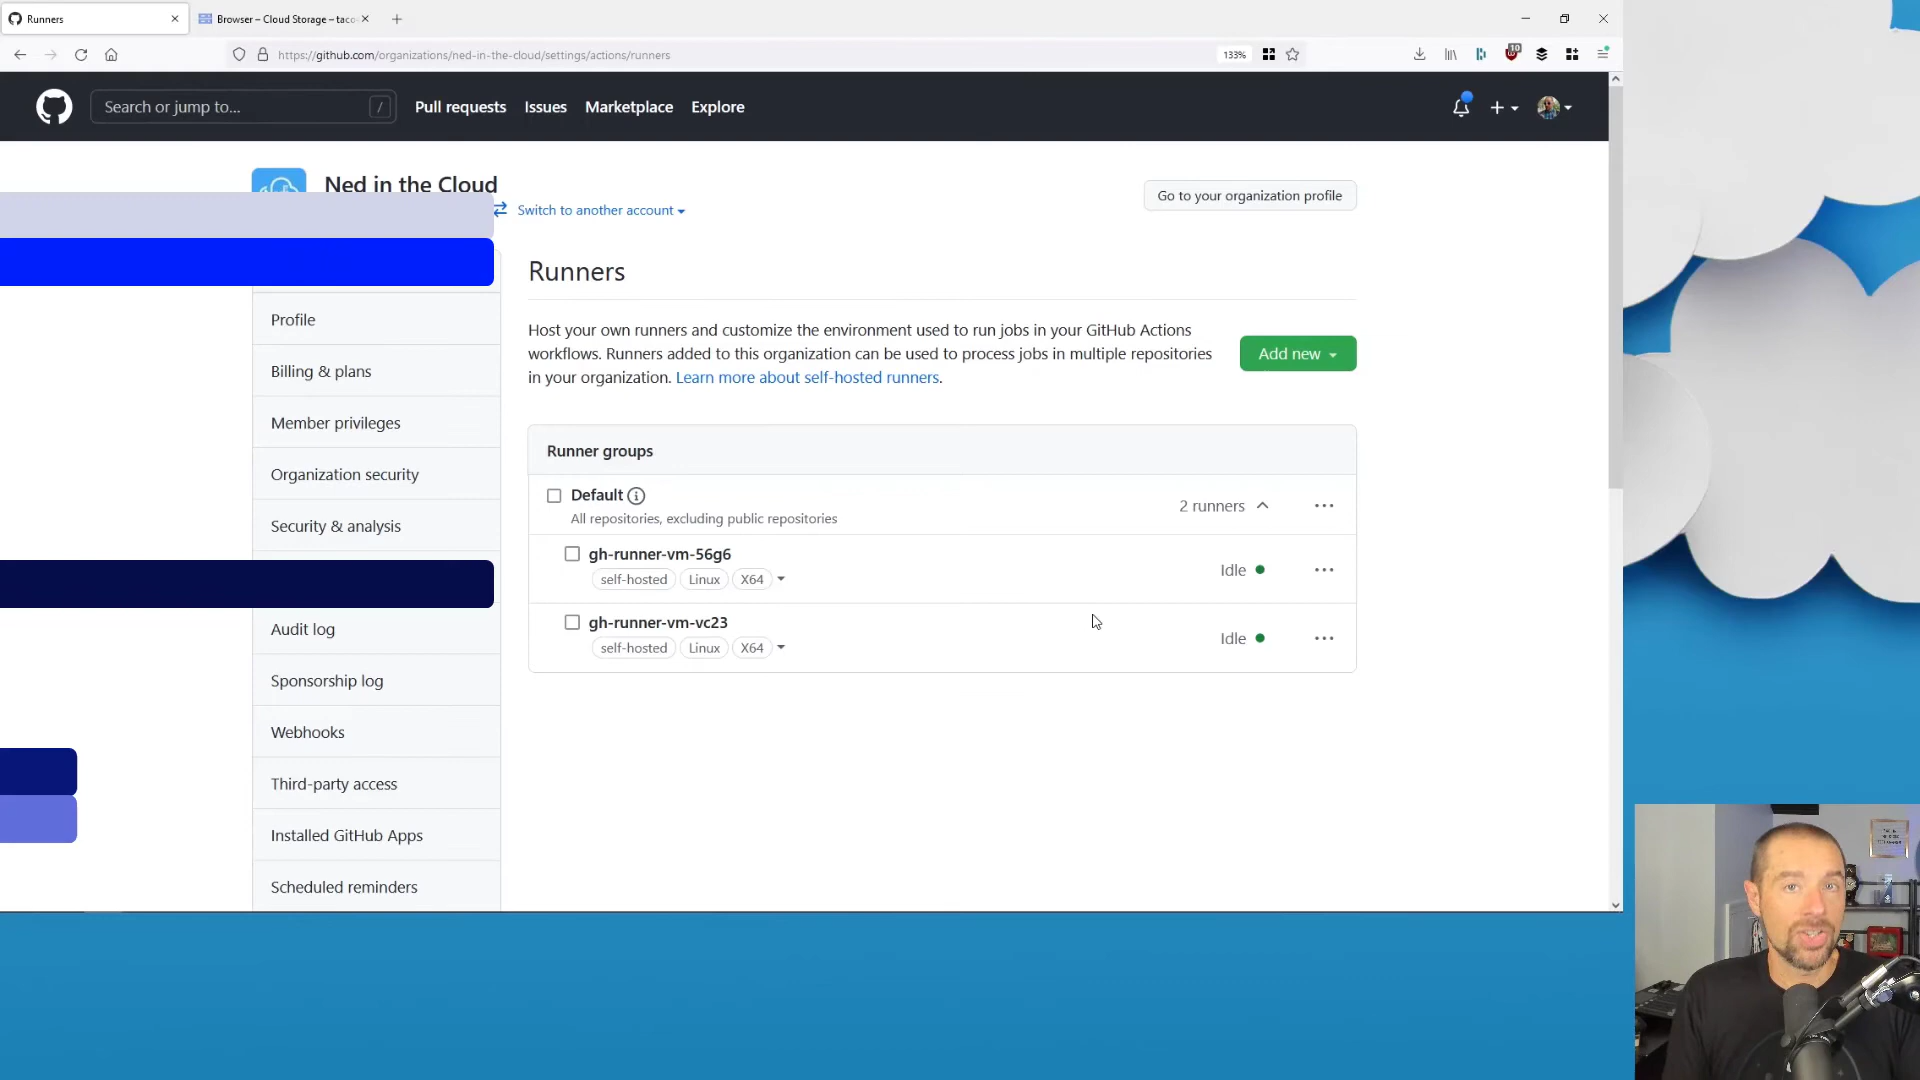 Runners
Browser – Cloud Storage – taco
https://github.com/organizations/ned-in-the-cloud/settings/actions/runners
133%
10
Search or jump to...
/
Pull requests
Issues
Marketplace
Explore
Ned in the Cloud
Switch to another account
Go to your organization profile
Profile
Billing & plans
Member privileges
Organization security
Security & analysis
Audit log
Sponsorship log
Webhooks
Third-party access
Installed GitHub Apps
Scheduled reminders
Runners
Host your own runners and customize the environment used to run jobs in your GitHub Actions
workflows. Runners added to this organization can be used to process jobs in multiple repositories
in your organization. Learn more about self-hosted runners.
Add new
Runner groups
Default
All repositories, excluding public repositories
2 runners
gh-runner-vm-56g6
self-hosted
Linux
X64
Idle
gh-runner-vm-vc23
self-hosted
Linux
X64
Idle